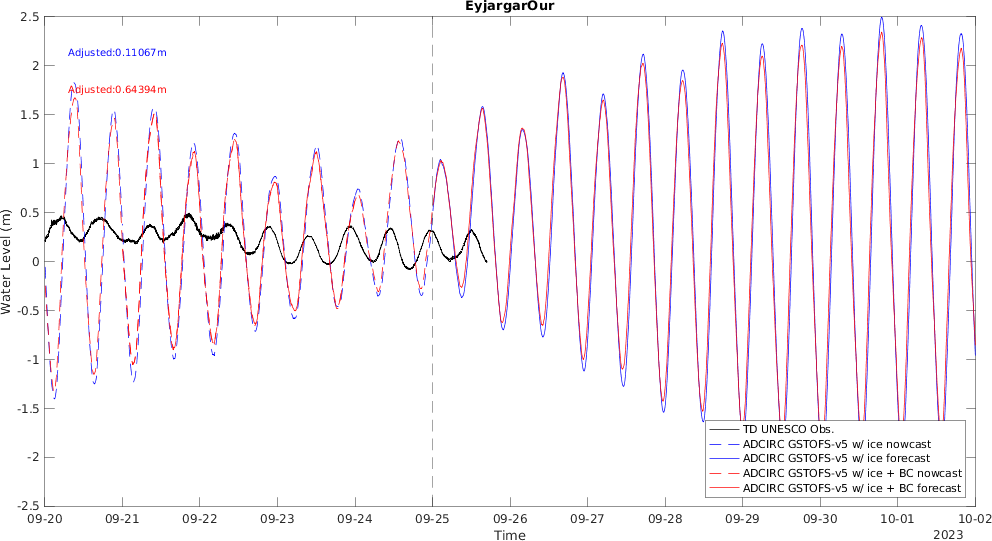 EyjargarOur
2.5
Adjusted:0.11067m
2
Adjusted:0.64394m
1.5
1
0.5
0
-0.5
-1
-1.5
-2
-2.5
Water Level (m)
TD UNESCO Obs.
ADCIRC GSTOFS-v5 w/ ice nowcast
ADCIRC GSTOFS-v5 w/ ice forecast
ADCIRC GSTOFS-v5 w/ ice + BC nowcast
ADCIRC GSTOFS-v5 w/ ice + BC forecast
09-20 09-21 09-22 09-23 09-24 09-25 09-26 09-27 09-28 09-29 09-30 10-01 10-02
Time
2023